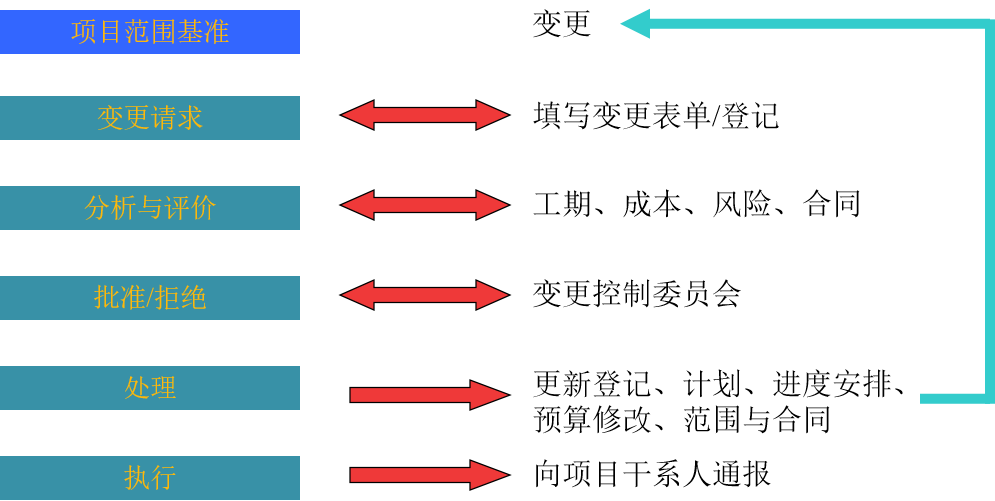 项目范围基准
变更
变更请求
填写变更表单/登记
分析与评价
工期、成本、风险、合同
批准/拒绝
变更控制委员会
处理
更新登记、计划、进度安排、
预算修改、范围与合同
执行
向项目干系人通报